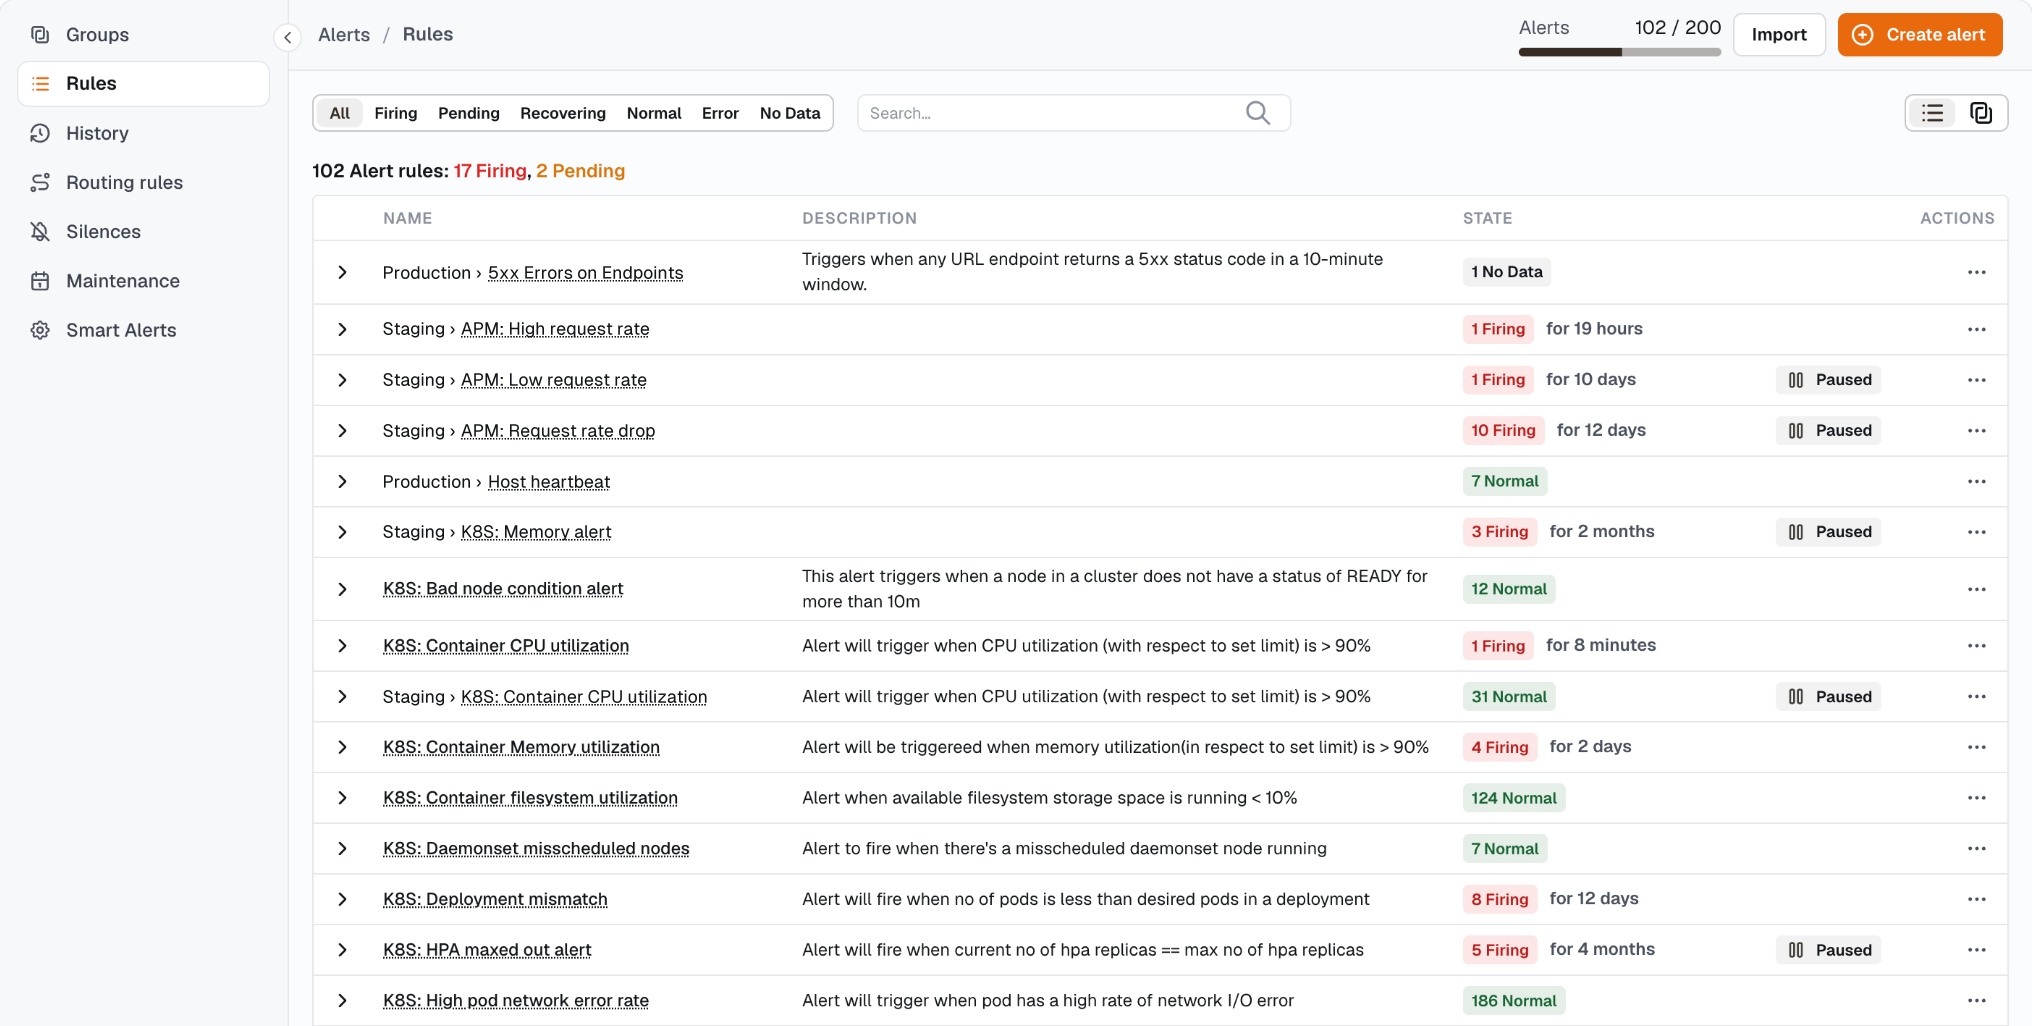 Groups
Rules
History
Routing rules
Silences
Maintenance
Smart Alerts
Alerts / Rules
Alerts 102 / 200
Import
Create alert
All Firing Pending Recovering Normal Error No Data
Search...
102 Alert rules: 17 Firing, 2 Pending
NAME DESCRIPTION STATE ACTIONS
Production › 5xx Errors on Endpoints
Triggers when any URL endpoint returns a 5xx status code in a 10-minute
window.
1 No Data
Staging › APM: High request rate 1 Firing for 19 hours
Staging › APM: Low request rate 1 Firing for 10 days Paused
Staging › APM: Request rate drop 10 Firing for 12 days Paused
Production › Host heartbeat 7 Normal
Staging › K8S: Memory alert 3 Firing for 2 months Paused
K8S: Bad node condition alert
This alert triggers when a node in a cluster does not have a status of READY for
more than 10m
12 Normal
K8S: Container CPU utilization Alert will trigger when CPU utilization (with respect to set limit) is > 90% 1 Firing for 8 minutes
Staging › K8S: Container CPU utilization Alert will trigger when CPU utilization (with respect to set limit) is > 90% 31 Normal Paused
K8S: Container Memory utilization Alert will be triggereed when memory utilization(in respect to set limit) is > 90% 4 Firing for 2 days
K8S: Container filesystem utilization Alert when available filesystem storage space is running < 10% 124 Normal
K8S: Daemonset misscheduled nodes Alert to fire when there's a misscheduled daemonset node running 7 Normal
K8S: Deployment mismatch Alert will fire when no of pods is less than desired pods in a deployment 8 Firing for 12 days
K8S: HPA maxed out alert Alert will fire when current no of hpa replicas == max no of hpa replicas 5 Firing for 4 months Paused
K8S: High pod network error rate Alert will trigger when pod has a high rate of network I/O error 186 Normal